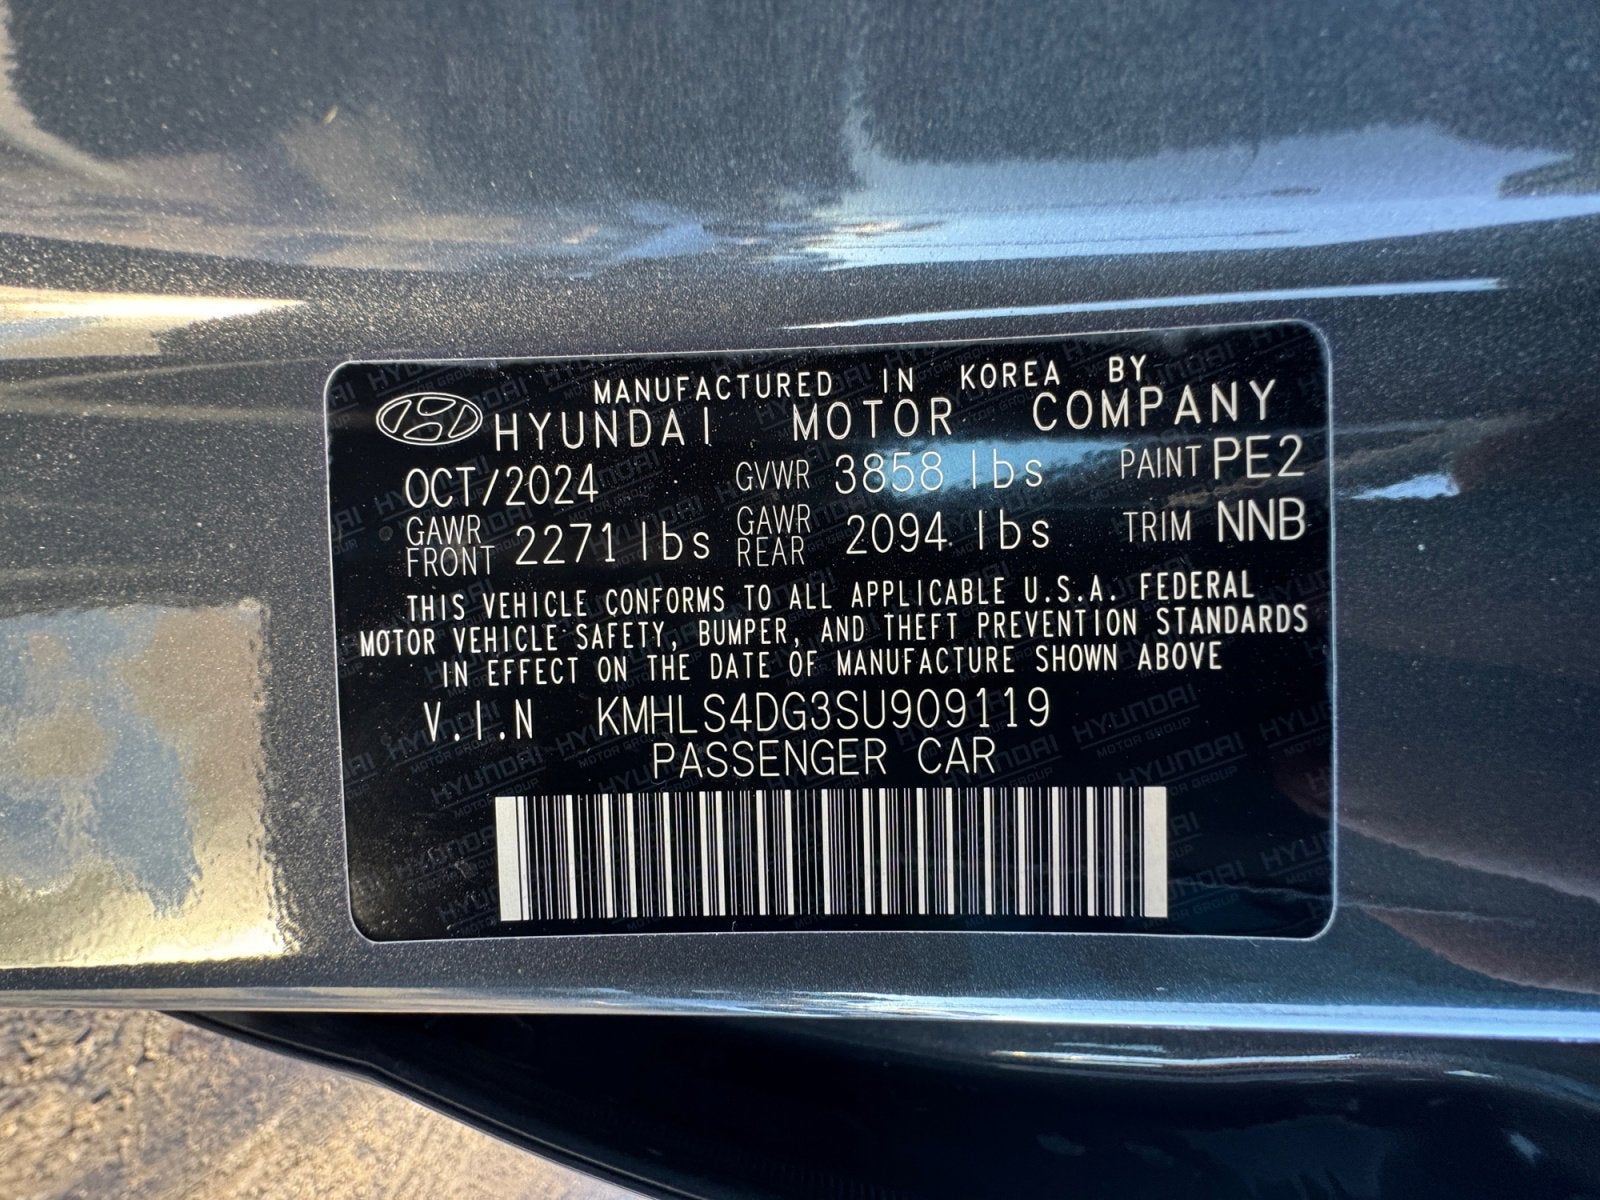 MANUFACTURED IN KOREA BY
HYUNDAI MOTOR COMPANY
OCT/2024 GVWR 3858 lbs PAINT PE2
GAWR FRONT 2271 lbs GAWR REAR 2094 lbs TRIM NNB
THIS VEHICLE CONFORMS TO ALL APPLICABLE U.S.A. FEDERAL
MOTOR VEHICLE SAFETY, BUMPER, AND THEFT PREVENTION STANDARDS
IN EFFECT ON THE DATE OF MANUFACTURE SHOWN ABOVE
V.I.N KMHLS4DG3SU909119
PASSENGER CAR